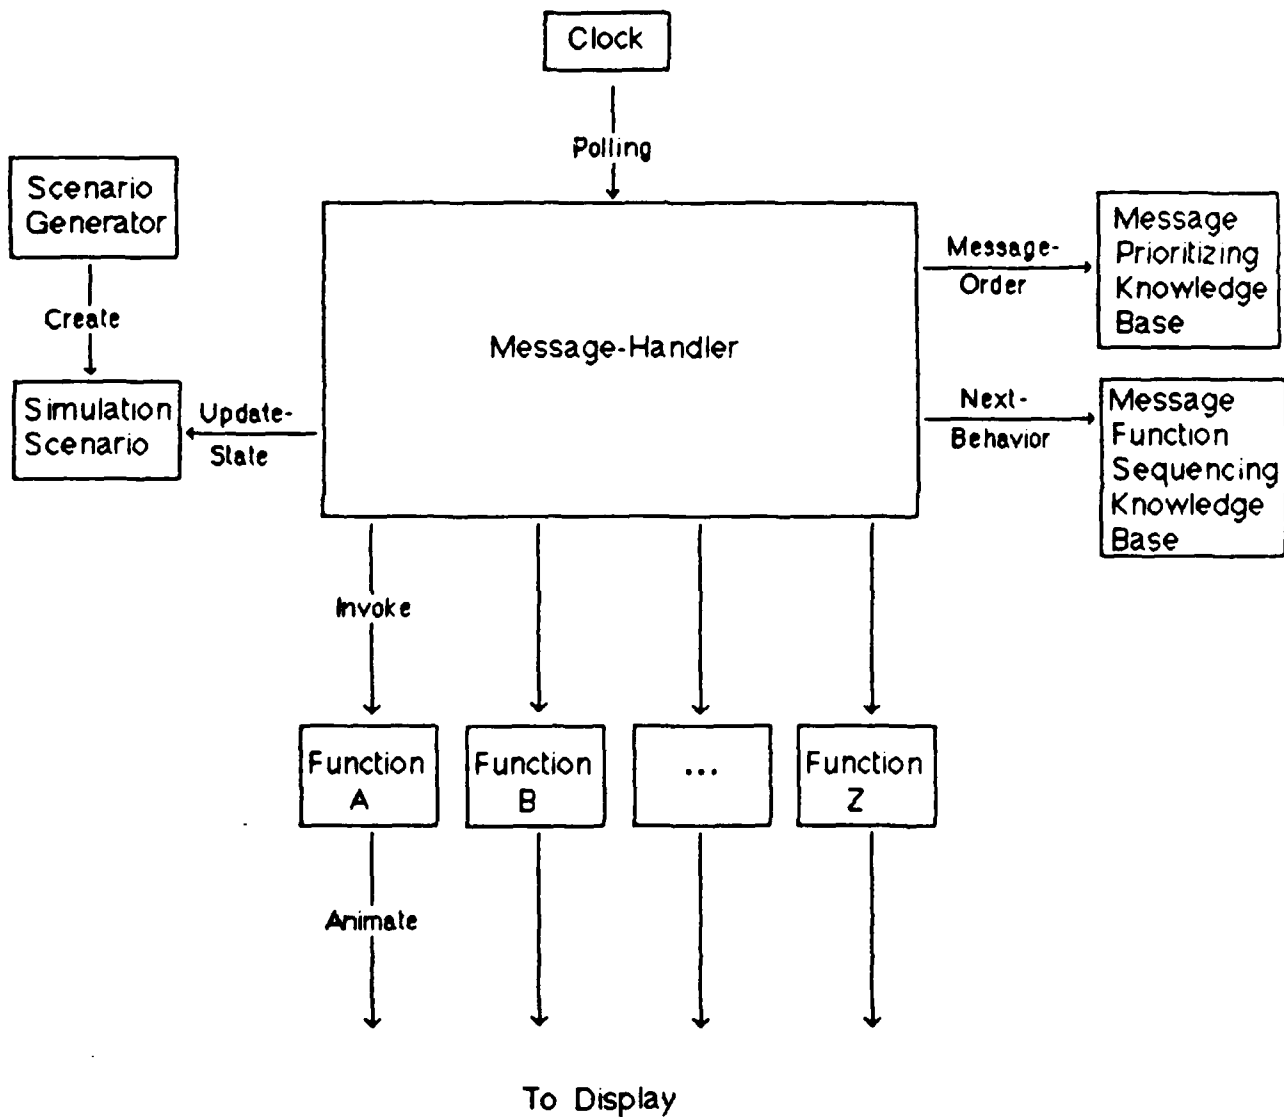 Clock
Polling
Scenario
Generator
Create
Simulation
Scenario
Update-
State
Message-Handler
Message-
Order
Message
Prioritizing
Knowledge
Base
Next-
Behavior
Message
Function
Sequencing
Knowledge
Base
Invoke
Function
A
Function
B
...
Function
Z
Animate
To Display